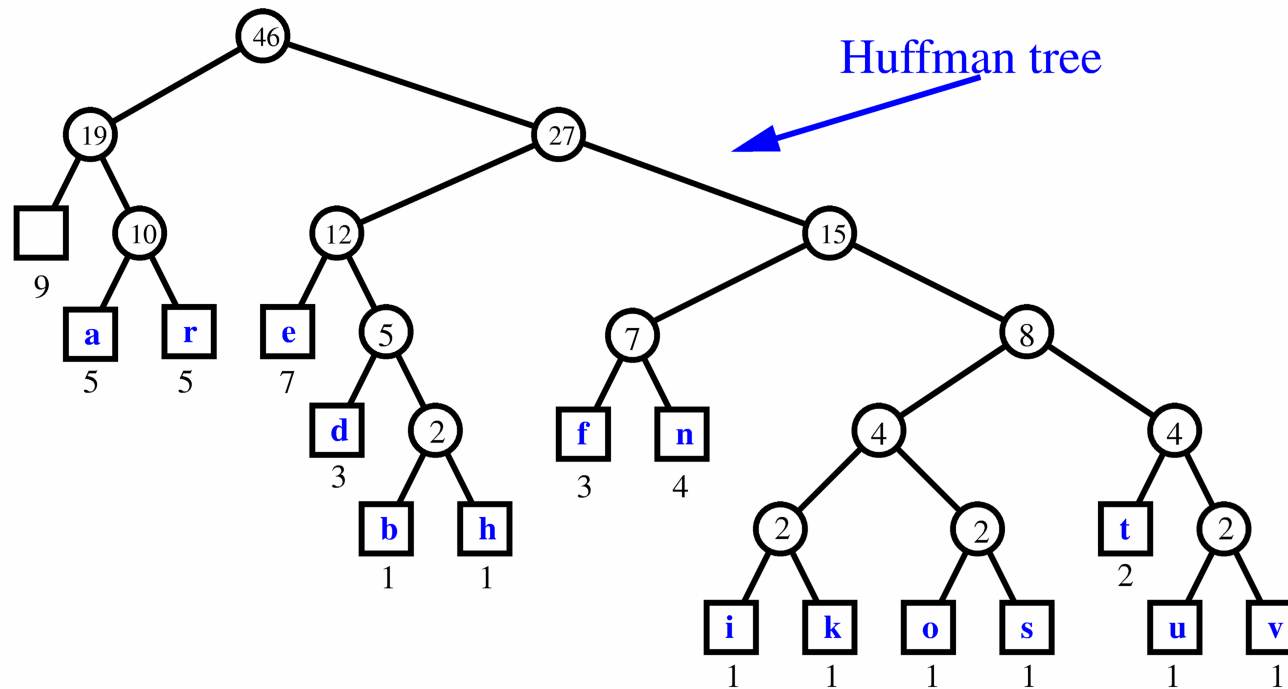 46
Huffman tree
19 27
10 12 15
9
a r e 5 7 8
5 5 7
d 2 f n 4 4
3 3 4
b h 2 2 t 2
1 1 2
i k o s u v
1 1 1 1 1 1